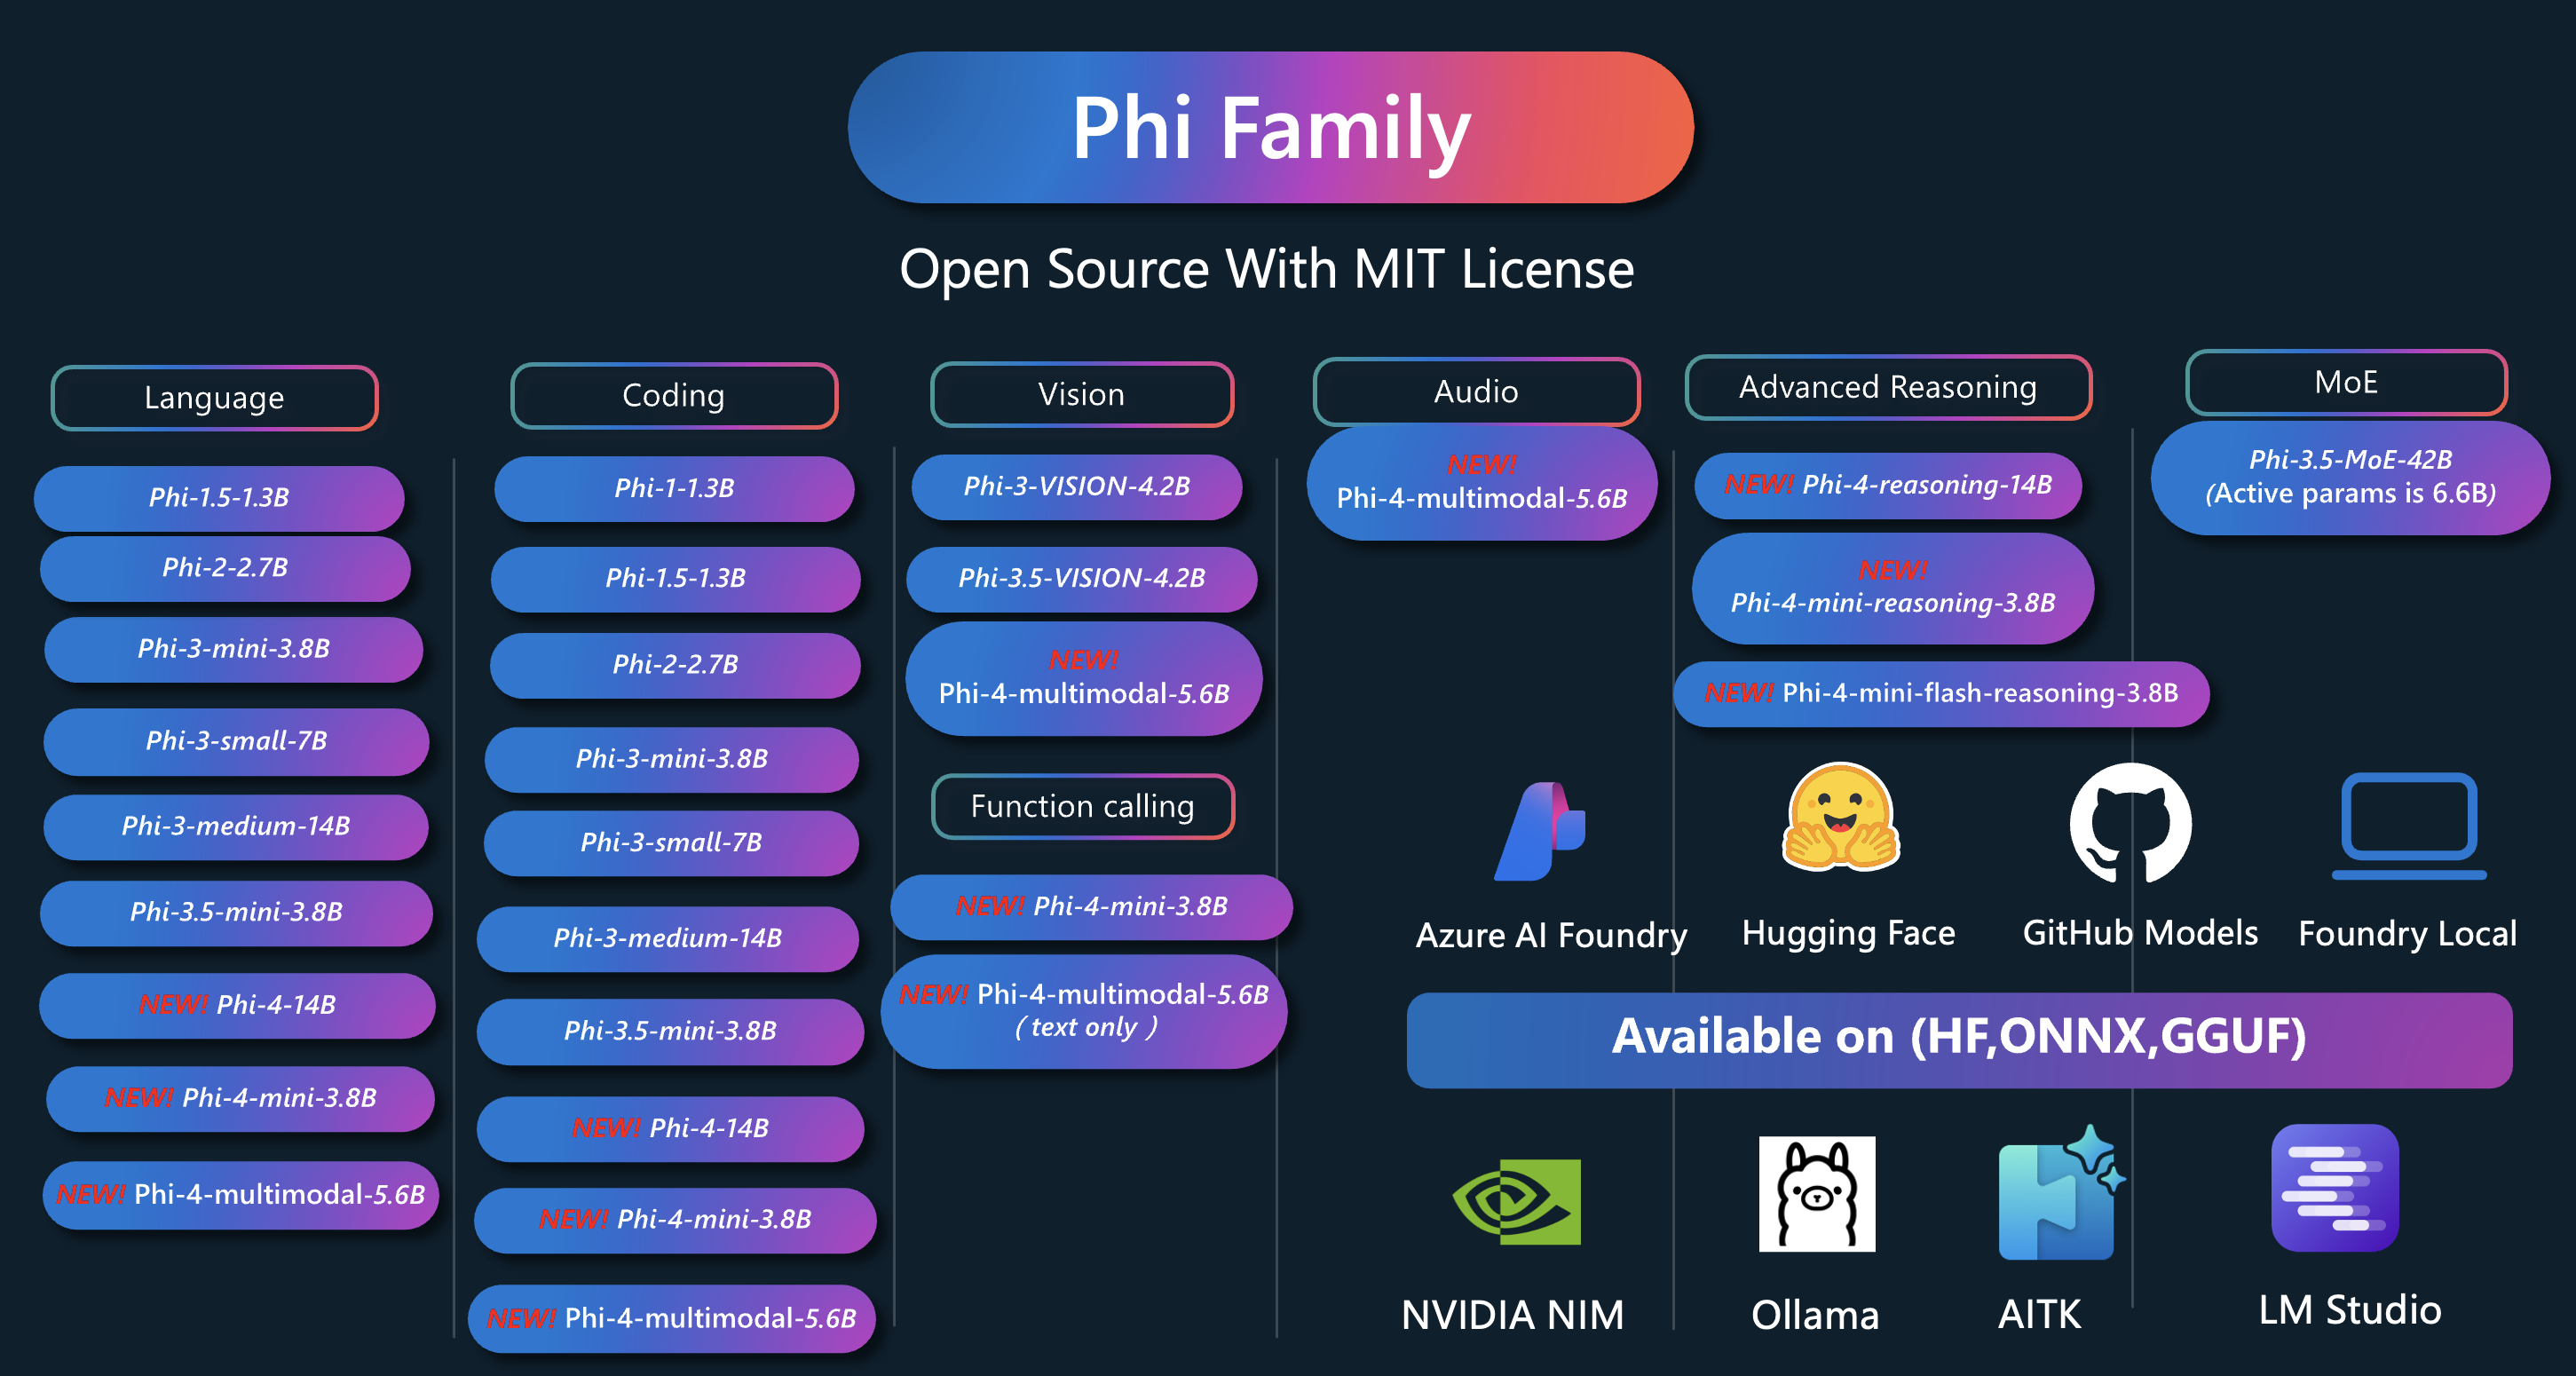 Phi Family
Open Source With MIT License
Language
Phi-1.5-1.3B
Phi-2-2.7B
Phi-3-mini-3.8B
Phi-3-small-7B
Phi-3-medium-14B
Phi-3.5-mini-3.8B
NEW! Phi-4-14B
NEW! Phi-4-mini-3.8B
NEW! Phi-4-multimodal-5.6B
Coding
Phi-1-1.3B
Phi-1.5-1.3B
Phi-2-2.7B
Phi-3-mini-3.8B
Phi-3-small-7B
Phi-3-medium-14B
Phi-3.5-mini-3.8B
NEW! Phi-4-14B
NEW! Phi-4-mini-3.8B
NEW! Phi-4-multimodal-5.6B
Vision
Phi-3-VISION-4.2B
Phi-3.5-VISION-4.2B
NEW!
Phi-4-multimodal-5.6B
Function calling
NEW! Phi-4-mini-3.8B
NEW! Phi-4-multimodal-5.6B
( text only )
Audio
NEW!
Phi-4-multimodal-5.6B
Advanced Reasoning
NEW! Phi-4-reasoning-14B
NEW!
Phi-4-mini-reasoning-3.8B
NEW! Phi-4-mini-flash-reasoning-3.8B
MoE
Phi-3.5-MoE-42B
(Active params is 6.6B)
Azure AI Foundry
Hugging Face
GitHub Models
Foundry Local
Available on (HF,ONNX,GGUF)
NVIDIA NIM
Ollama
AITK
LM Studio